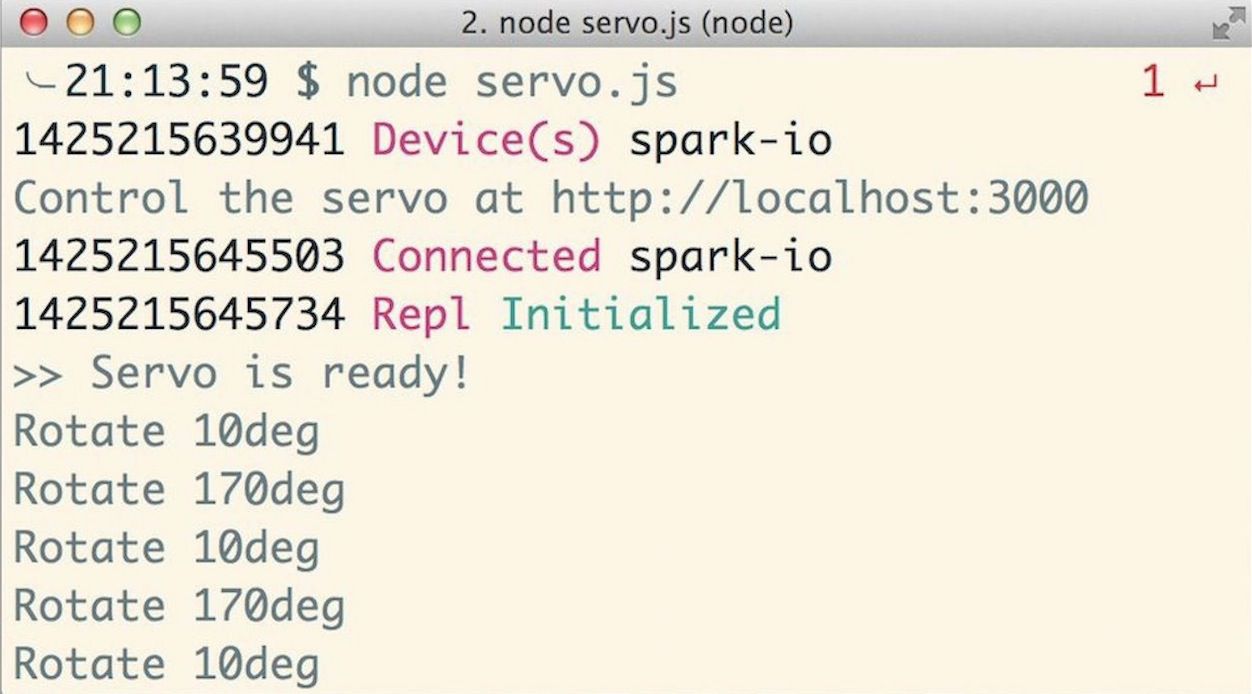 2. node servo.js (node)
21:13:59 $ node servo.js 1 ↵
1425215639941 Device(s) spark-io
Control the servo at http://localhost:3000
1425215645503 Connected spark-io
1425215645734 Repl Initialized
>> Servo is ready!
Rotate 10deg
Rotate 170deg
Rotate 10deg
Rotate 170deg
Rotate 10deg